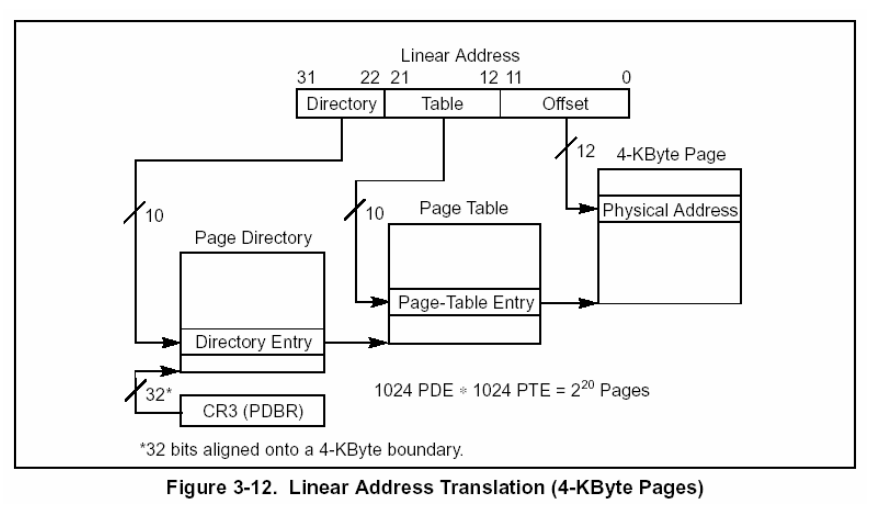 Linear Address
31 22 21 12 11 0
Directory Table Offset
12
4-KByte Page
Physical Address
10
10
Page Table
Page-Table Entry
Page Directory
Directory Entry
32*
CR3 (PDBR)
1024 PDE * 1024 PTE = 2²⁰ Pages
*32 bits aligned onto a 4-KByte boundary.
Figure 3-12. Linear Address Translation (4-KByte Pages)